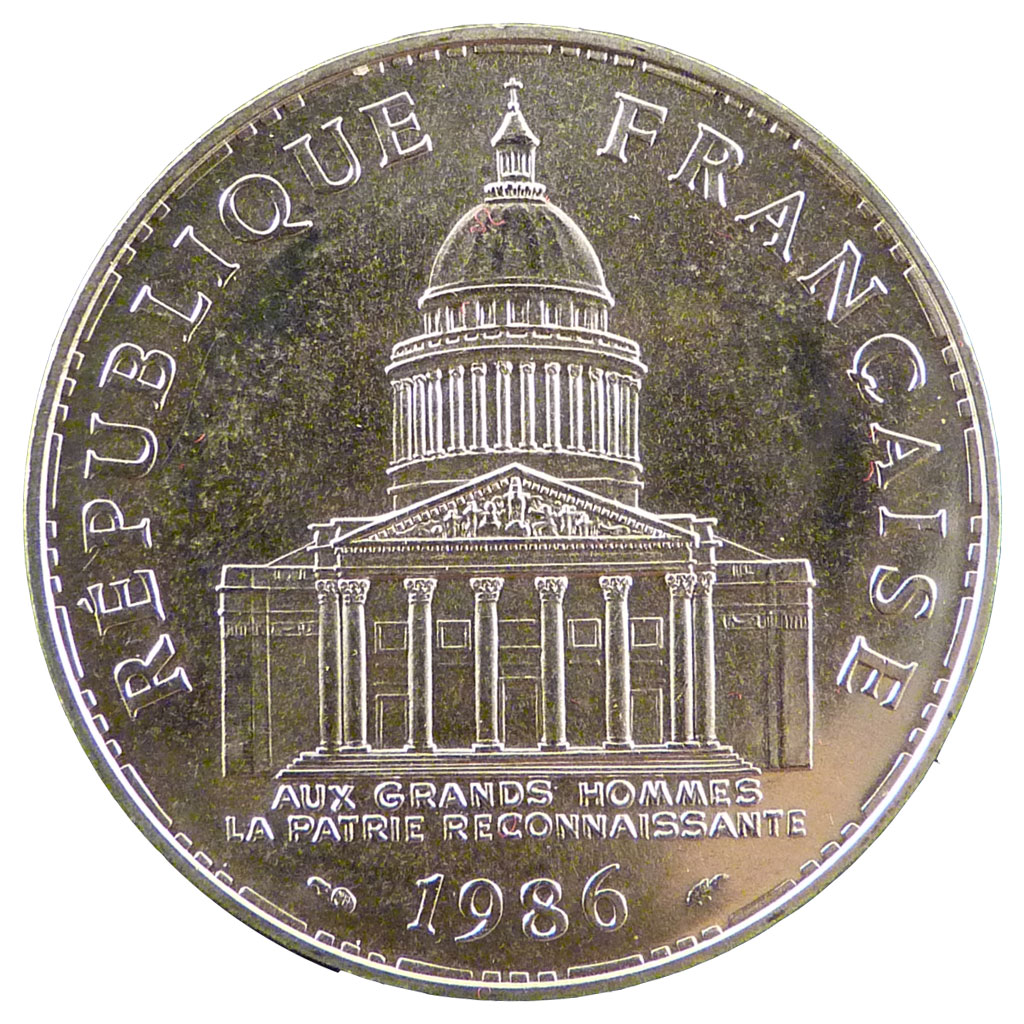 RÉPUBLIQUE FRANÇAISE
AUX GRANDS HOMMES
LA PATRIE RECONNAISSANTE
1986